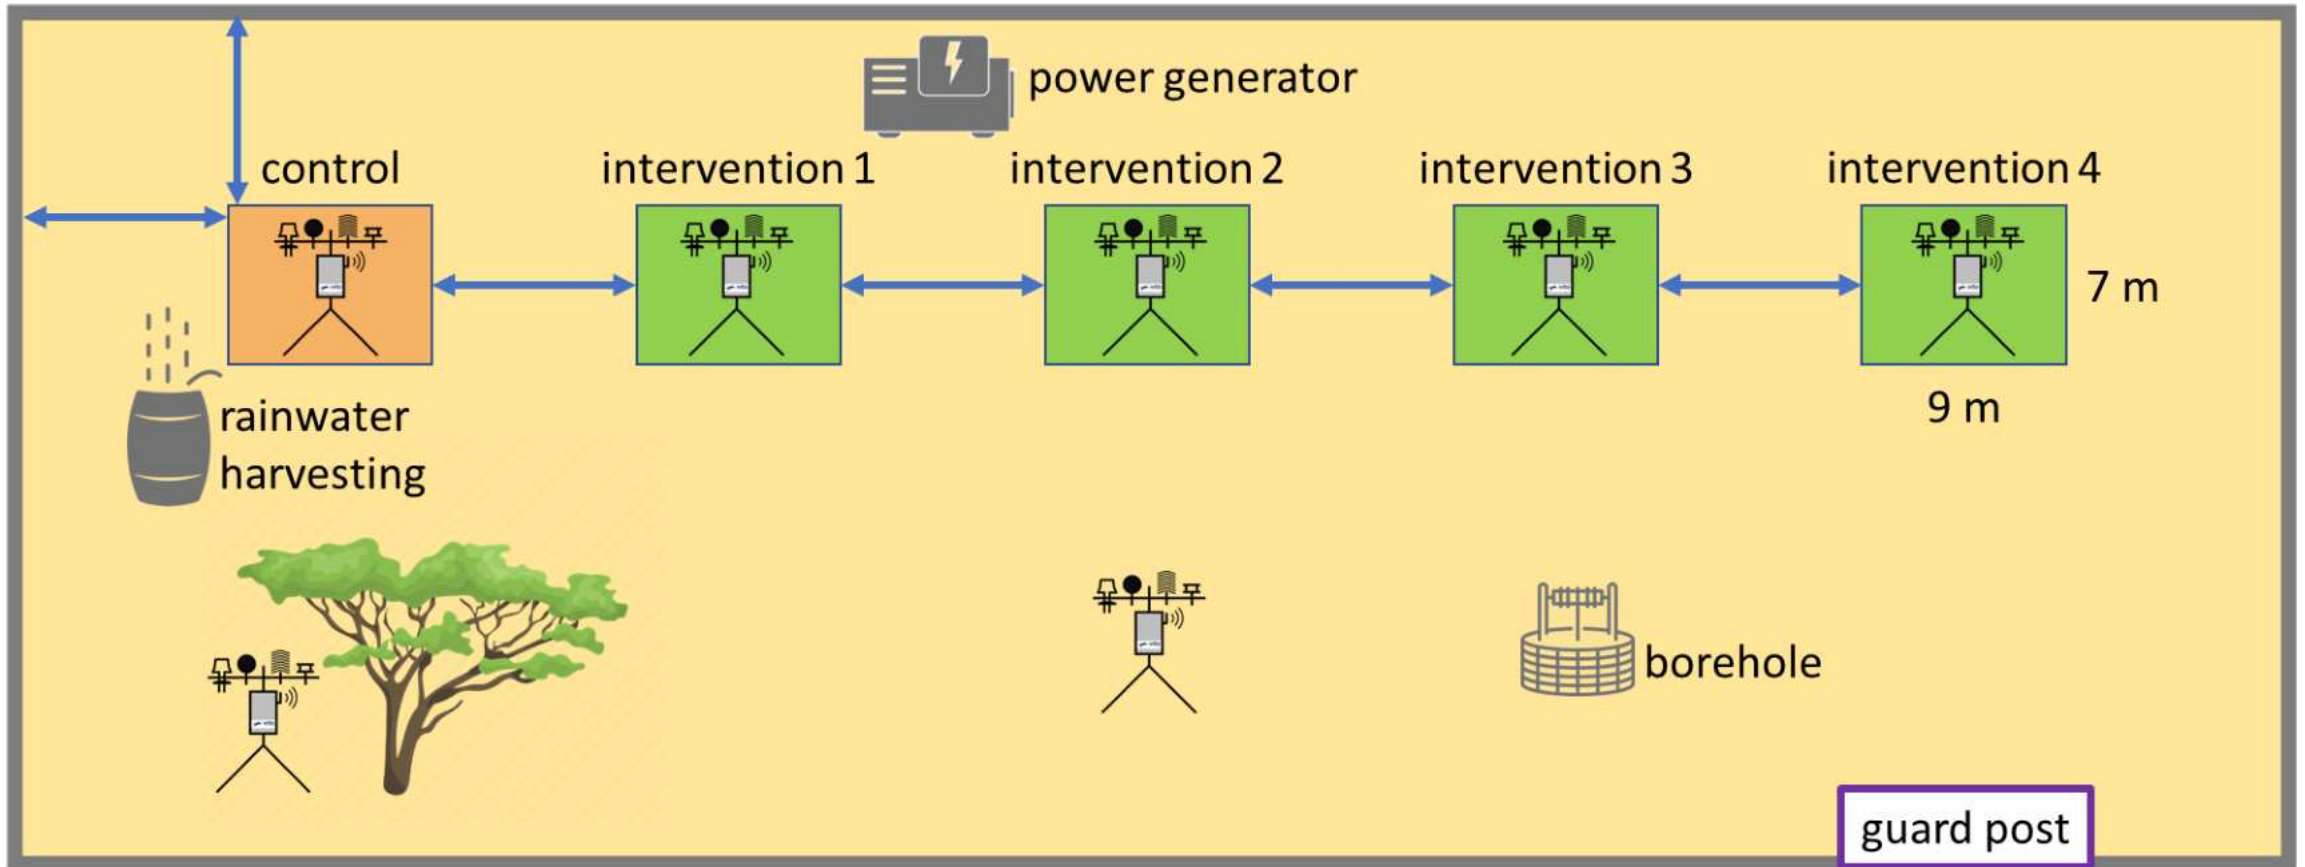 power generator
control
intervention 1
intervention 2
intervention 3
intervention 4
7 m
9 m
rainwater
harvesting
borehole
guard post